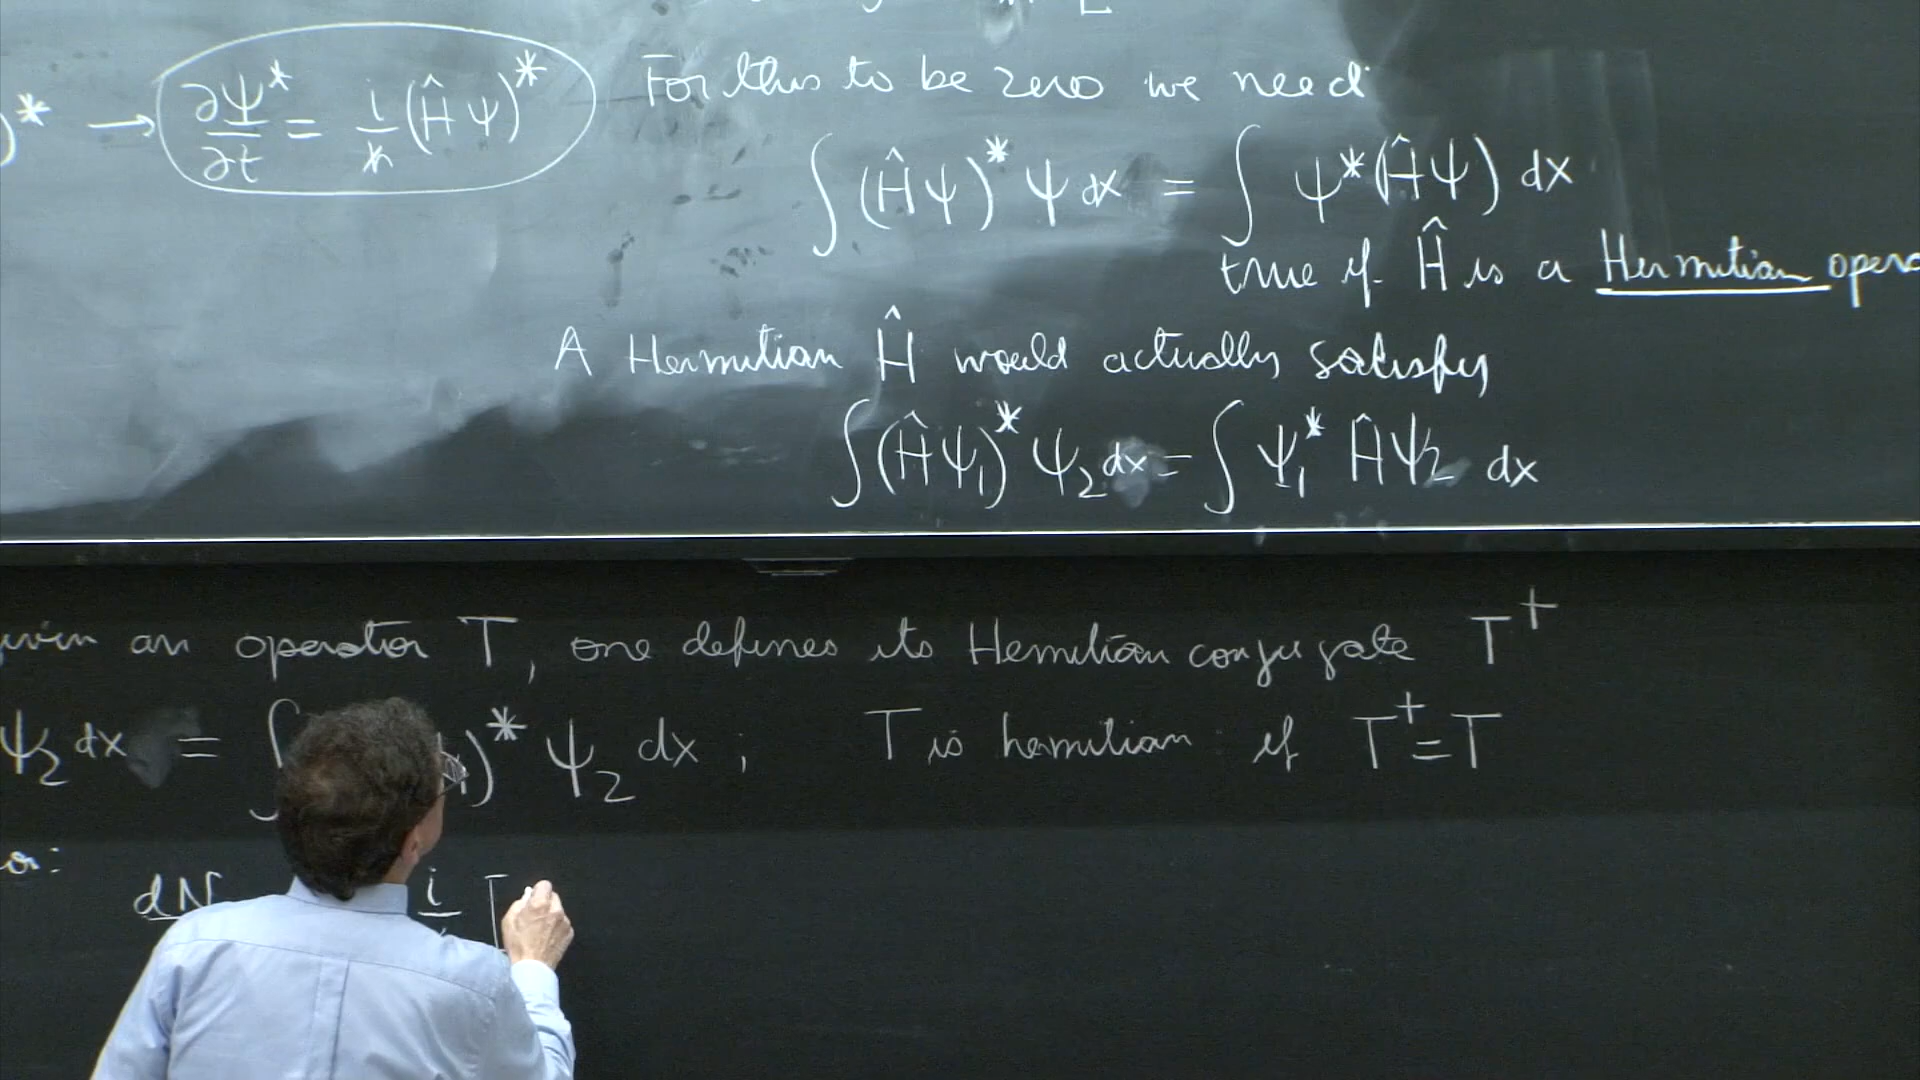 )* → ∂Ψ*/∂t = i/ħ (ĤΨ)*
For this to be zero we need
∫ (ĤΨ)* Ψ dx = ∫ Ψ*(ĤΨ) dx
true if Ĥ is a Hermitian opera
A Hermitian Ĥ would actually satisfy
∫(ĤΨ₁)* Ψ₂ dx = ∫ Ψ₁* ĤΨ₂ dx
an operator T, one defines its Hermitian conjugate T†
Ψ₂ dx = ∫ )* Ψ₂ dx ; T is hermitian if T† = T
or:
dN i [